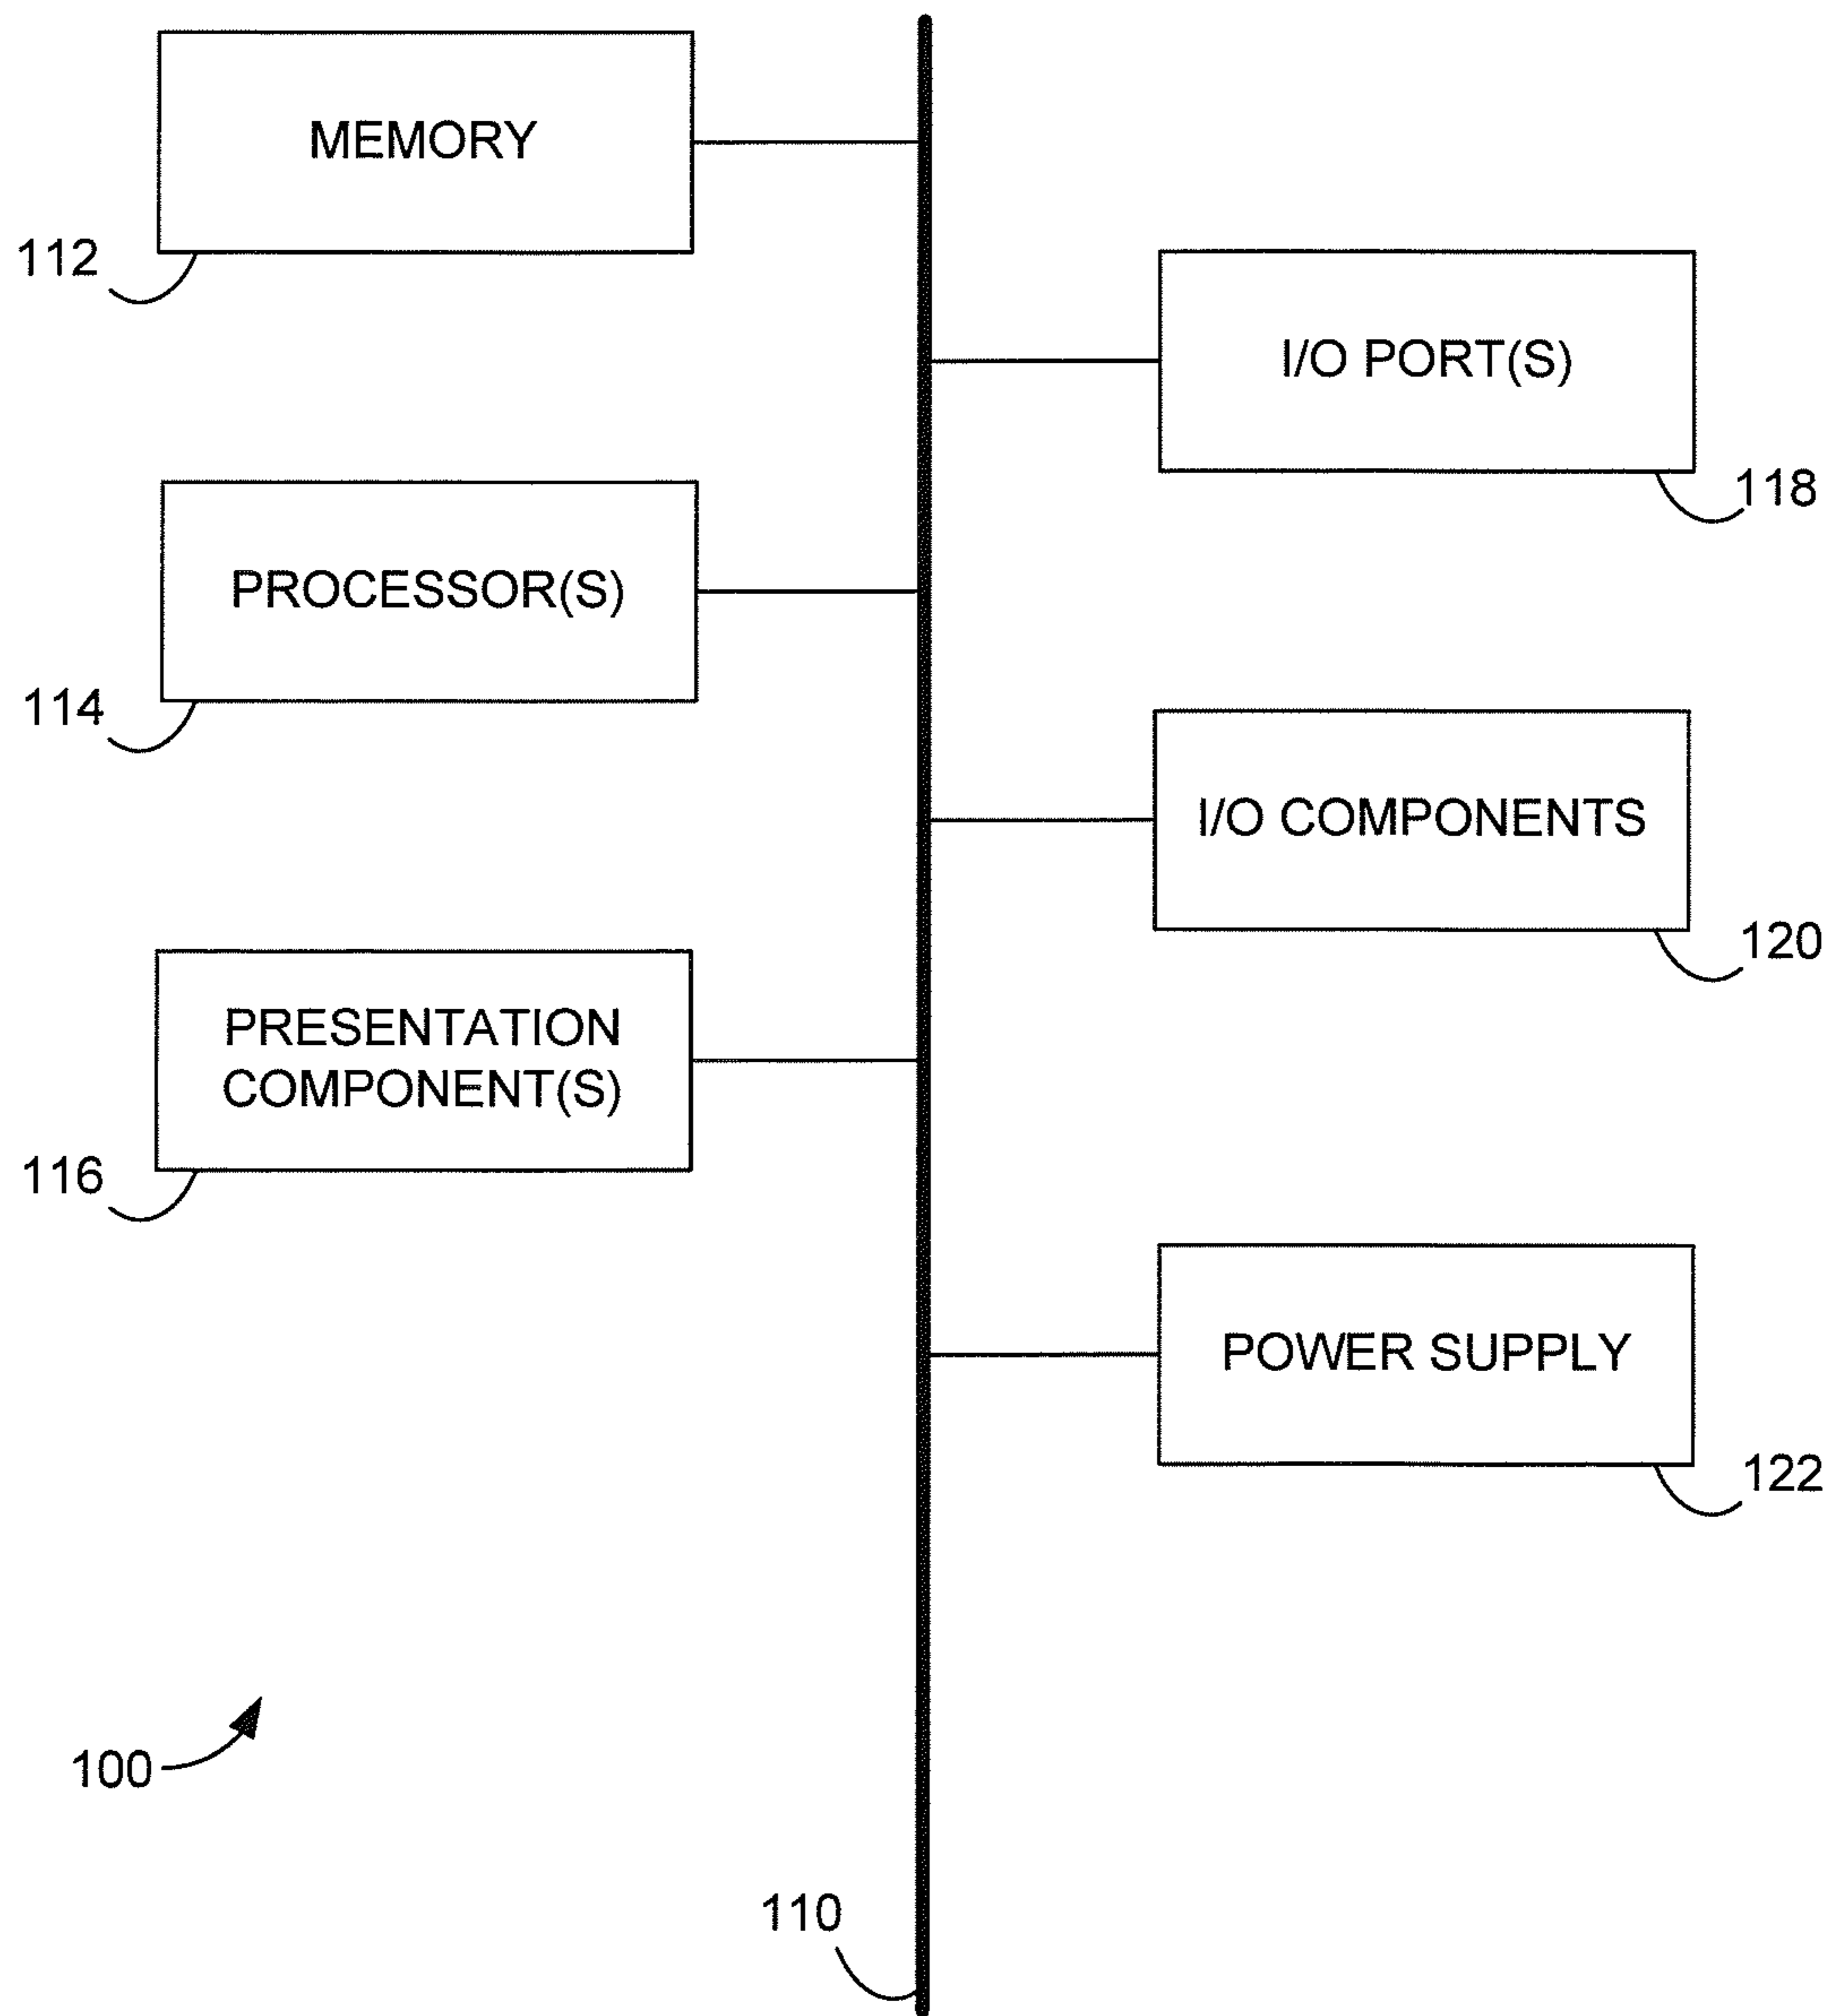 MEMORY
112
I/O PORT(S)
118
PROCESSOR(S)
114
I/O COMPONENTS
120
PRESENTATION
COMPONENT(S)
116
POWER SUPPLY
122
100
110